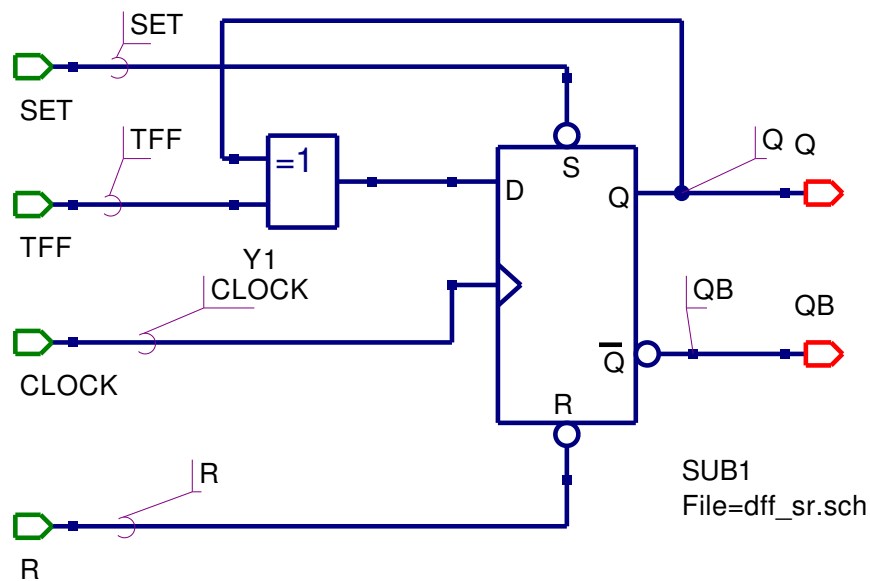 SET
SET
TFF
TFF
=1
Y1
CLOCK
CLOCK
S
D
Q
Q
Q
QB
QB
Q
R
R
R
SUB1
File=dff_sr.sch